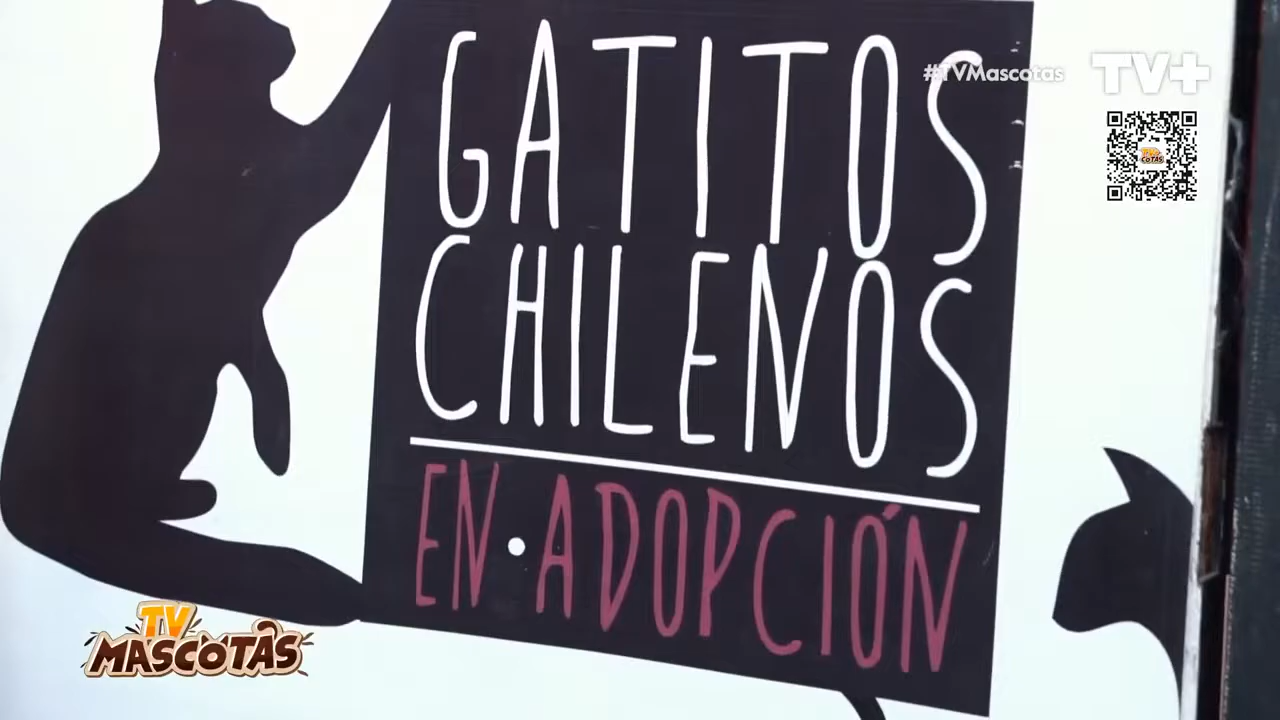 GATITOS
CHILENOS
EN·ADOPCIÓN
#TVMascotas
TV+
TV
MASCOTAS